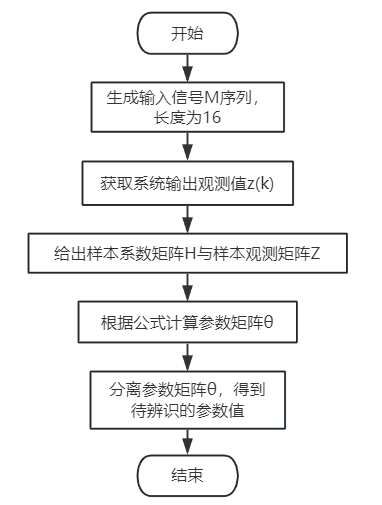 开始
生成输入信号M序列，
长度为16
获取系统输出观测值z(k)
给出样本系数矩阵H与样本观测矩阵Z
根据公式计算参数矩阵θ
分离参数矩阵θ，得到
待辨识的参数值
结束